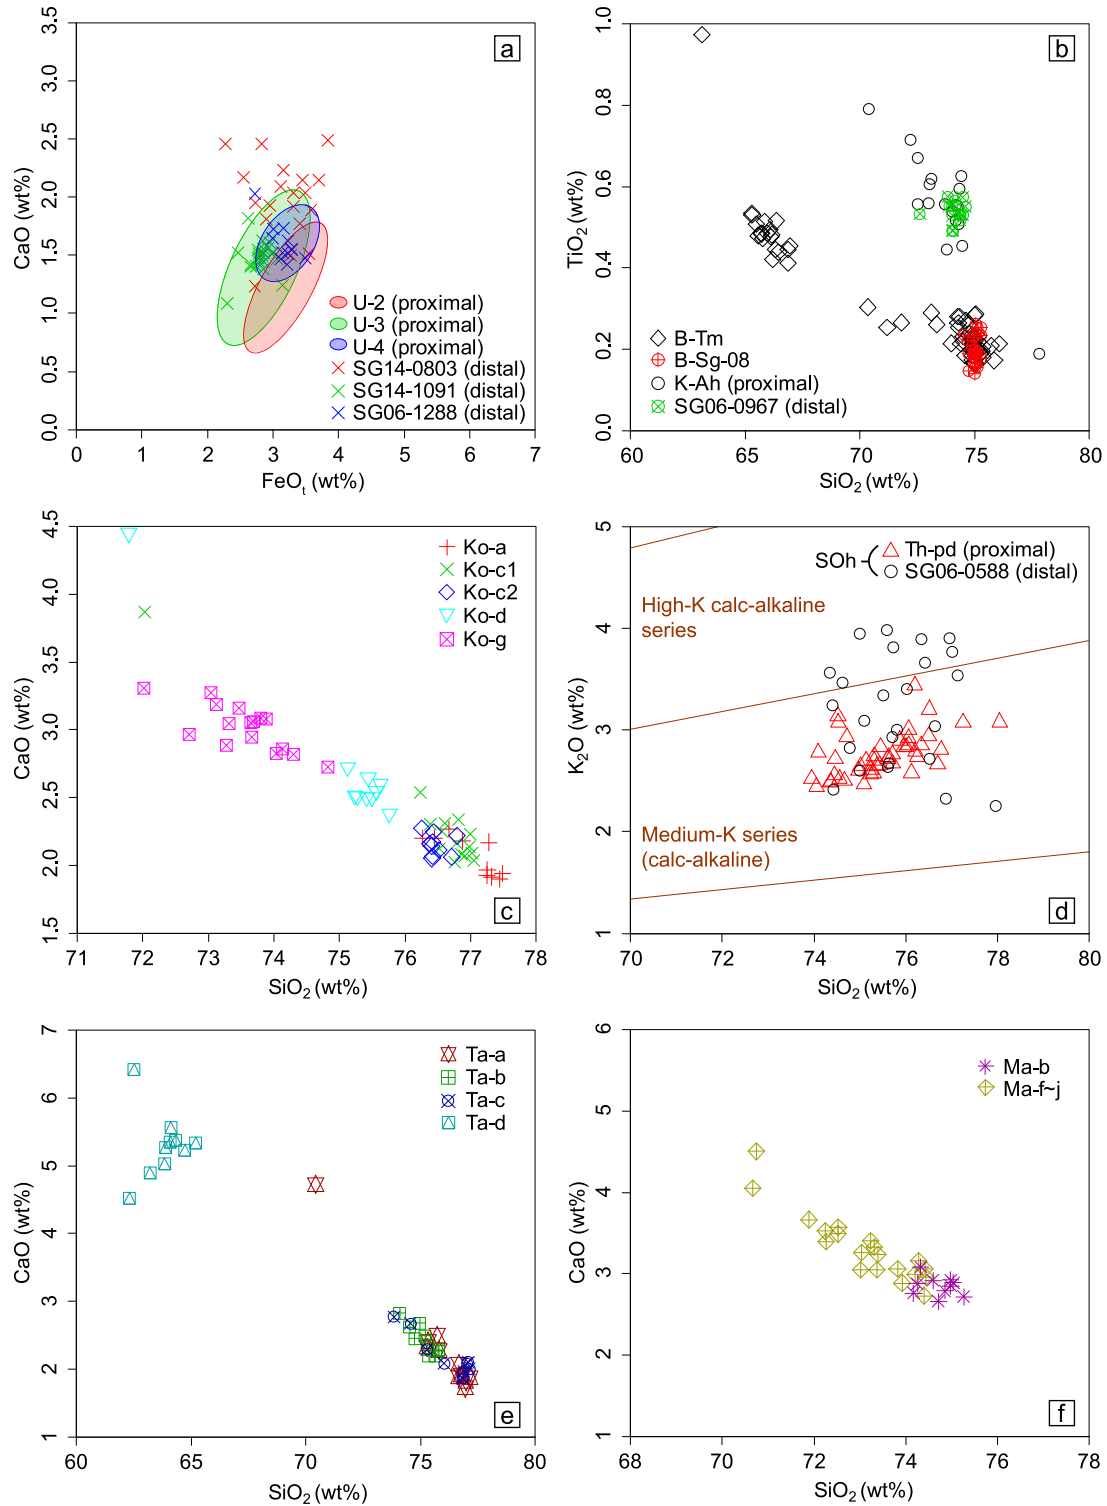 3.5
3.0
2.5
2.0
1.5
1.0
0.5
0.0
CaO (wt%)
a
U-2 (proximal)
U-3 (proximal)
U-4 (proximal)
SG14-0803 (distal)
SG14-1091 (distal)
SG06-1288 (distal)
0 1 2 3 4 5 6 7
FeOₜ (wt%)
1.0
0.8
0.6
0.4
0.2
0.0
TiO₂ (wt%)
b
B-Tm
B-Sg-08
K-Ah (proximal)
SG06-0967 (distal)
60 65 70 75 80
SiO₂ (wt%)
4.5
4.0
3.5
3.0
2.5
2.0
1.5
CaO (wt%)
Ko-a
Ko-c1
Ko-c2
Ko-d
Ko-g
c
71 72 73 74 75 76 77 78
SiO₂ (wt%)
5
4
3
2
1
K₂O (wt%)
SOh
Th-pd (proximal)
SG06-0588 (distal)
High-K calc-alkaline
series
Medium-K series
(calc-alkaline)
d
70 72 74 76 78 80
SiO₂ (wt%)
7
6
5
4
3
2
1
CaO (wt%)
Ta-a
Ta-b
Ta-c
Ta-d
e
60 65 70 75 80
SiO₂ (wt%)
6
5
4
3
2
1
CaO (wt%)
Ma-b
Ma-f~j
f
68 70 72 74 76 78
SiO₂ (wt%)